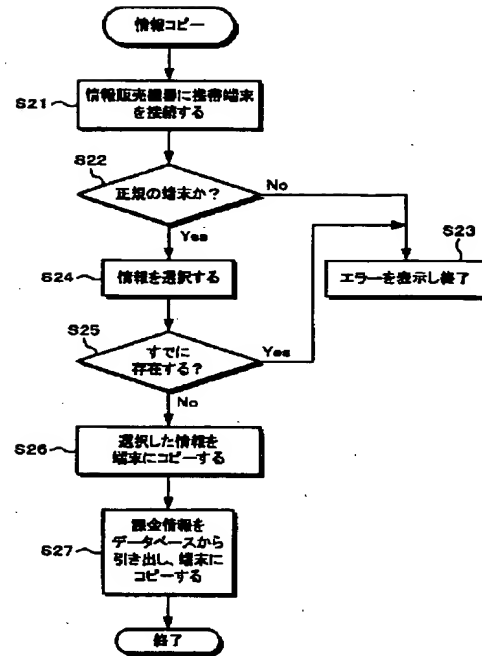 情報コピー
S21
情報販売機器に携帯端末
を接続する
S22
正規の端末か?
No
Yes
S23
エラーを表示し終了
S24
情報を選択する
S25
すでに
存在する?
Yes
No
S26
選択した情報を
端末にコピーする
S27
課金情報を
データベースから
引き出し、端末に
コピーする
終了